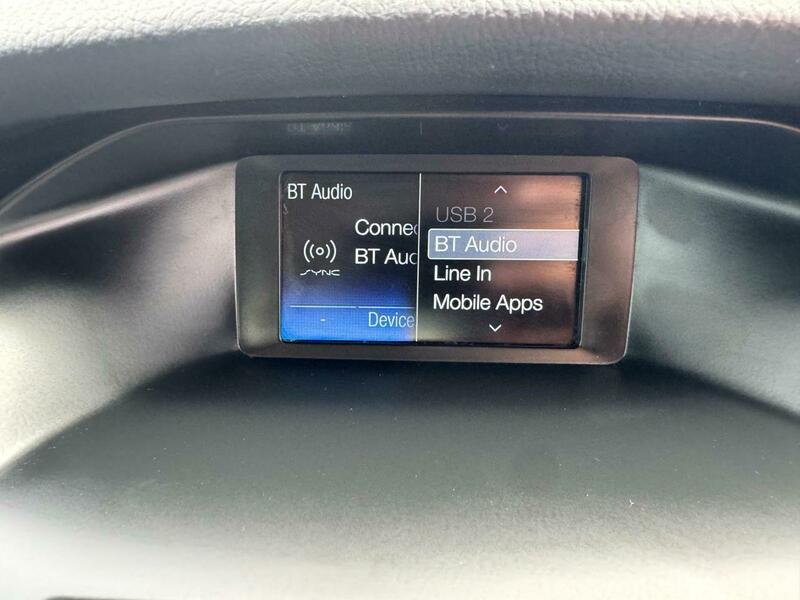 BT Audio
Connec
BT Aud
SYNC
- Device
USB 2
BT Audio
Line In
Mobile Apps